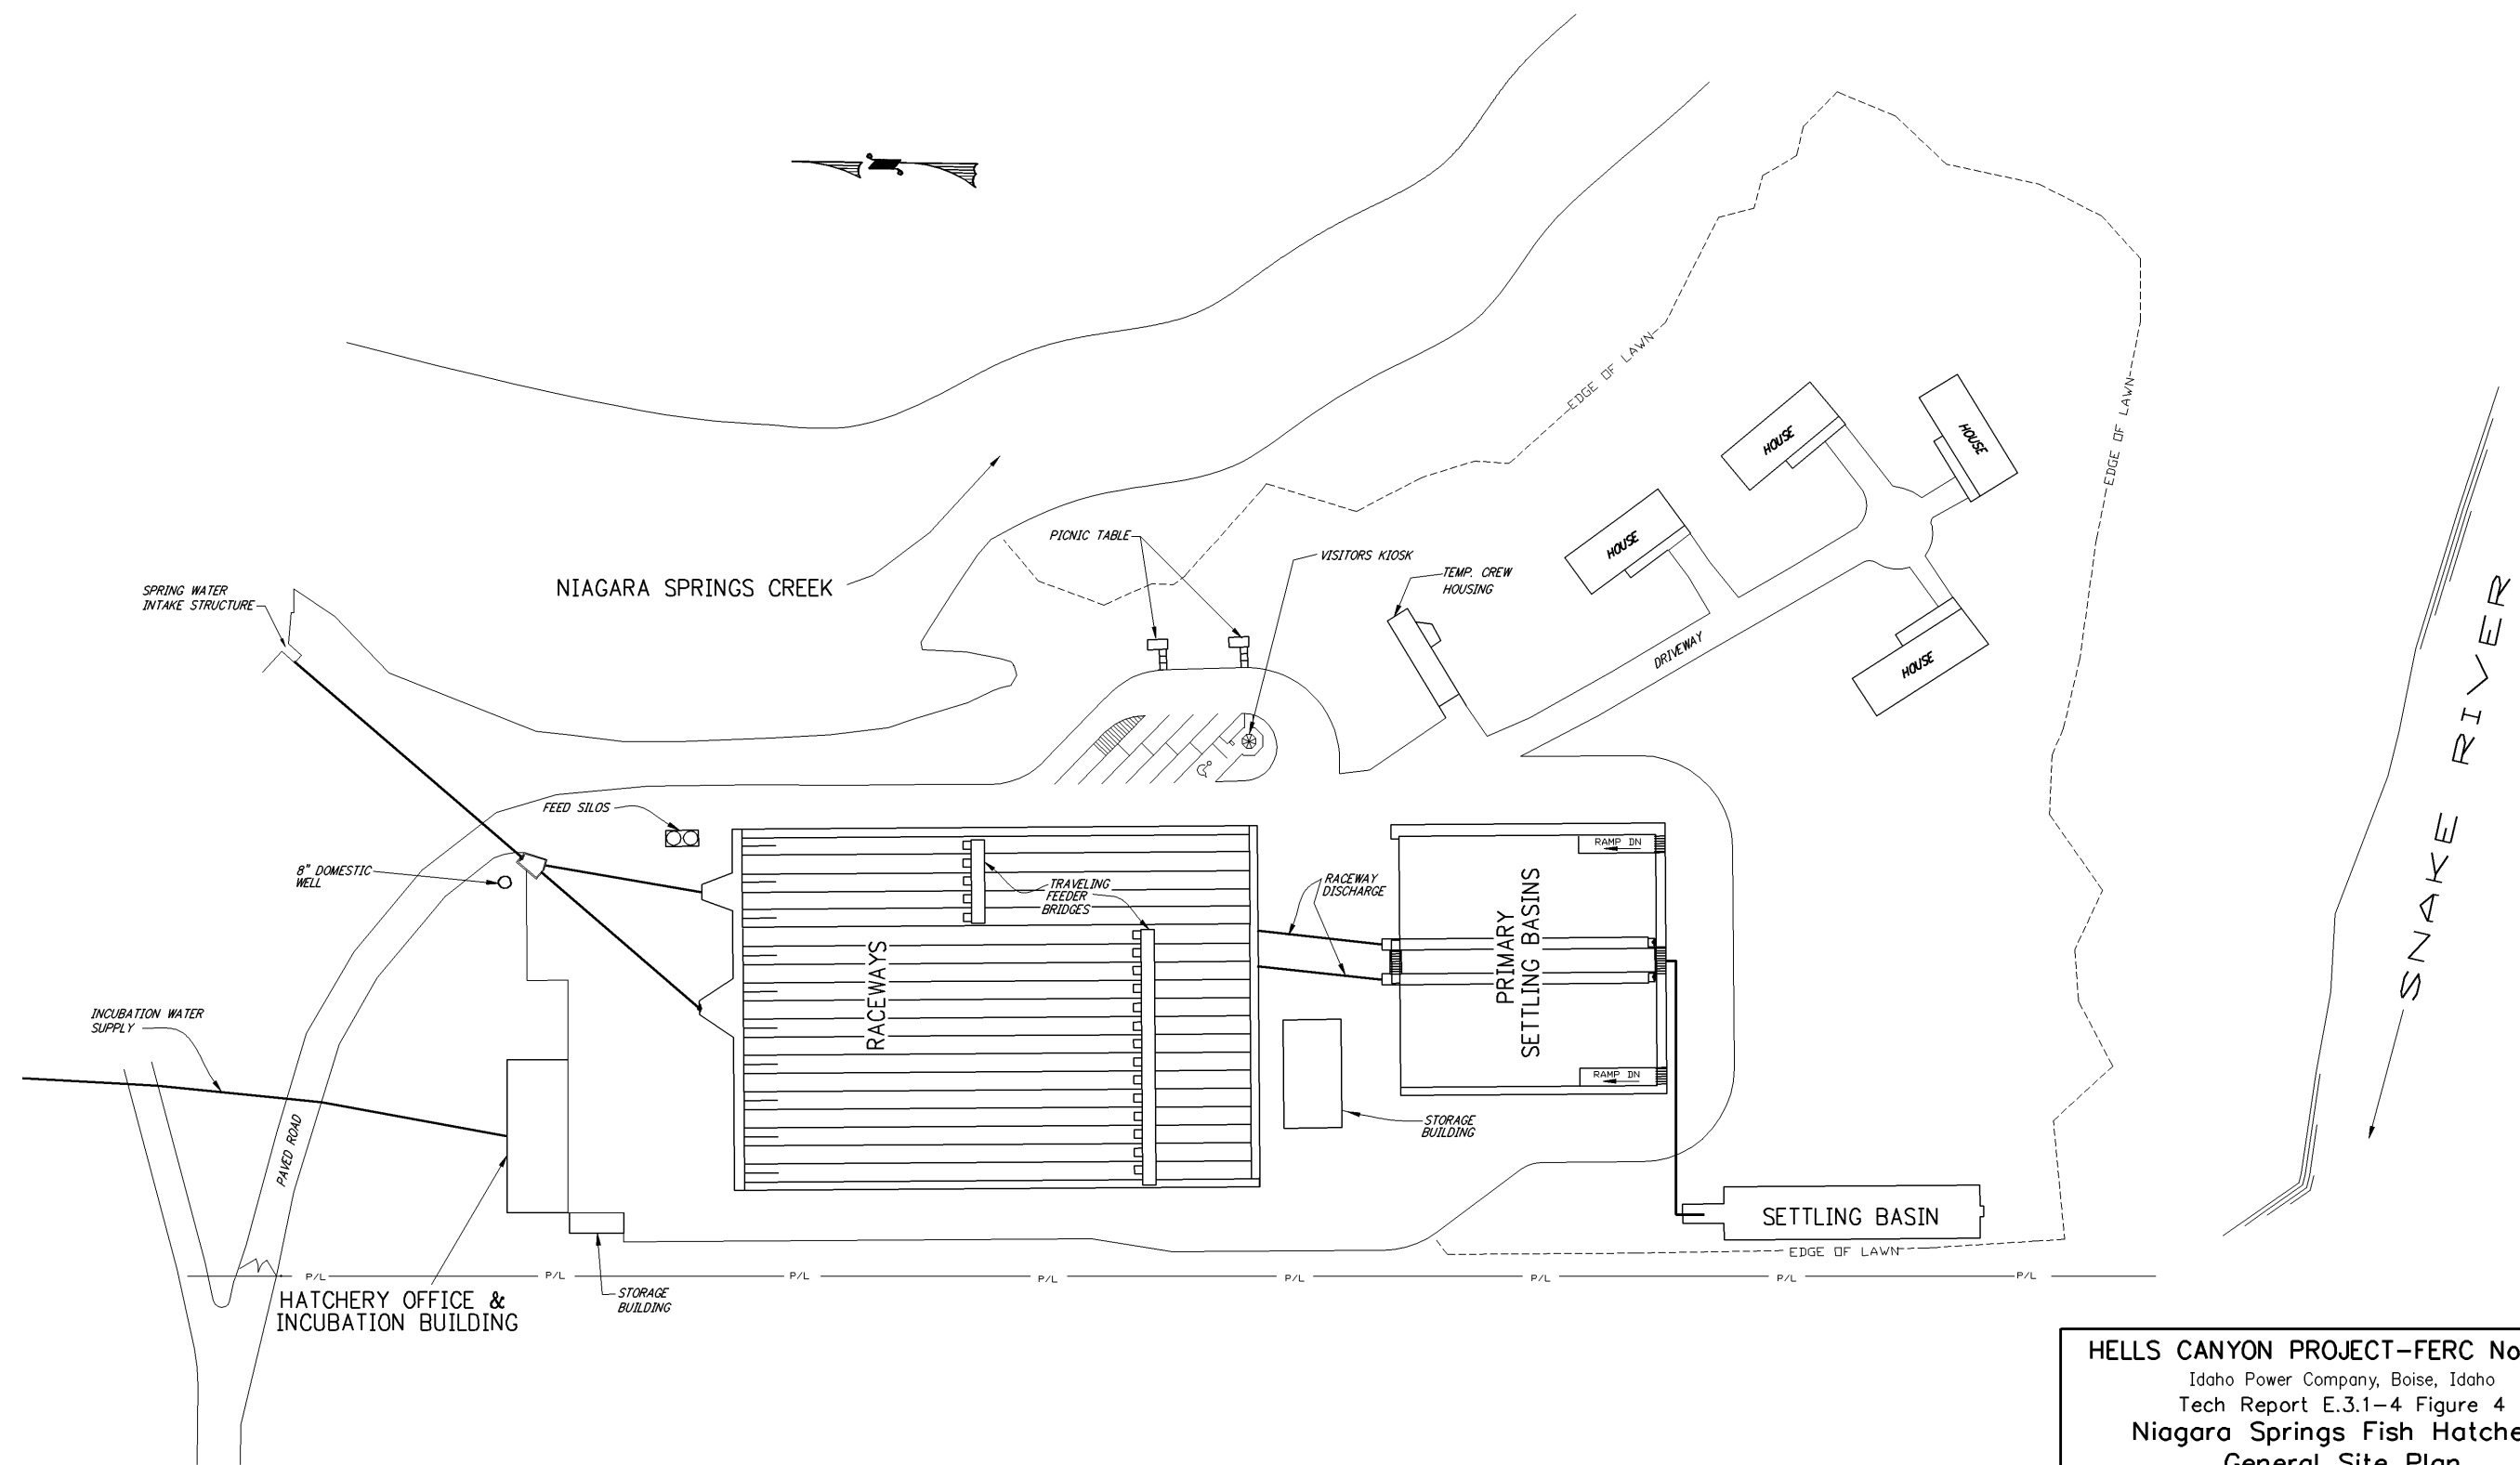 EDGE OF LAWN
EDGE OF LAWN
HOUSE
HOUSE
HOUSE
HOUSE
PICNIC TABLE
VISITORS KIOSK
TEMP. CREW
HOUSING
NIAGARA SPRINGS CREEK
SPRING WATER
INTAKE STRUCTURE
DRIVEWAY
SNAKE RIVER
FEED SILOS
8" DOMESTIC
WELL
RAMP DN
TRAVELING
FEEDER
BRIDGES
RACEWAY
DISCHARGE
RACEWAYS
PRIMARY
SETTLING BASINS
INCUBATION WATER
SUPPLY
PAVED ROAD
RAMP DN
STORAGE
BUILDING
SETTLING BASIN
EDGE OF LAWN
P/L
P/L
P/L
P/L
P/L
P/L
P/L
P/L
HATCHERY OFFICE &
INCUBATION BUILDING
STORAGE
BUILDING
HELLS CANYON PROJECT-FERC No
Idaho Power Company, Boise, Idaho
Tech Report E.3.1-4 Figure 4
Niagara Springs Fish Hatche
General Site Plan